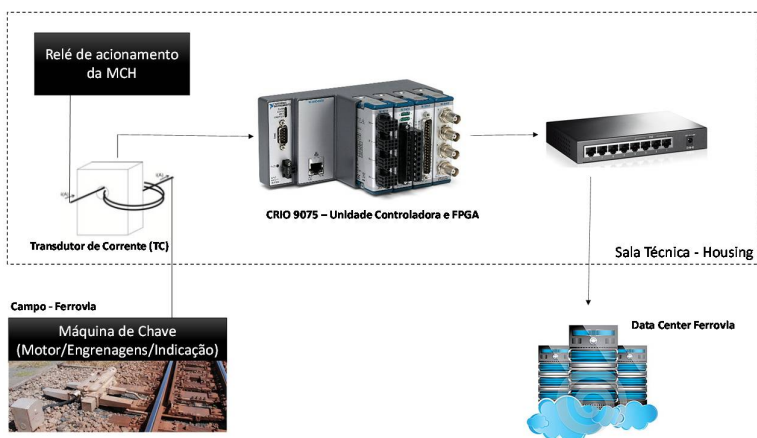 Relé de acionamento
da MCH
i(A)
i(A)
Transdutor de Corrente (TC)
CRIO 9075 – Unidade Controladora e FPGA
Sala Técnica - Housing
Campo - Ferrovia
Máquina de Chave
(Motor/Engrenagens/Indicação)
Data Center Ferrovia